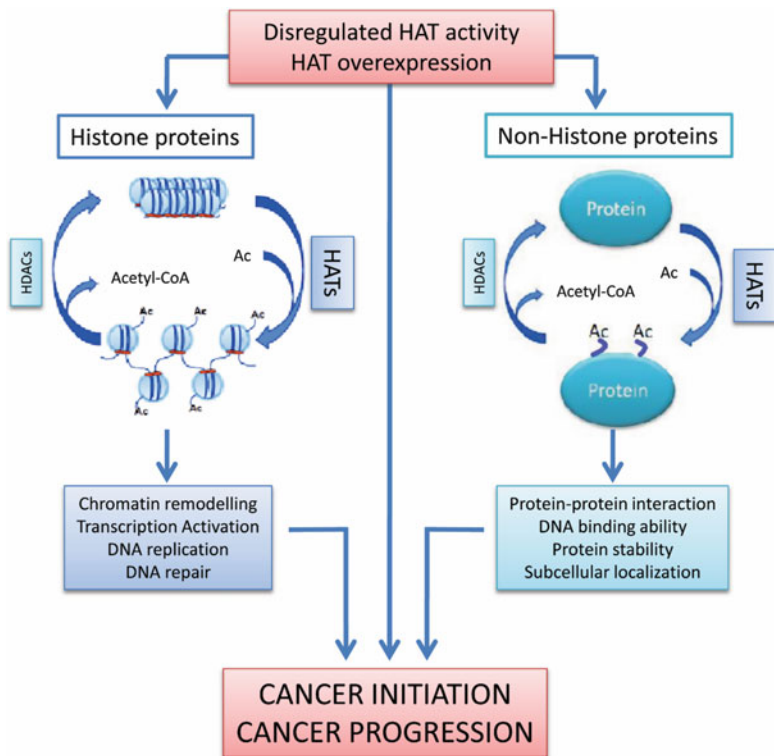 Disregulated HAT activity
HAT overexpression
Histone proteins
Non-Histone proteins
HDACs
Acetyl-CoA
Ac
HATs
Ac
Ac
Ac
Ac
Ac
Protein
HDACs
Acetyl-CoA
Ac
HATs
Ac
Ac
Protein
Chromatin remodelling
Transcription Activation
DNA replication
DNA repair
Protein-protein interaction
DNA binding ability
Protein stability
Subcellular localization
CANCER INITIATION
CANCER PROGRESSION